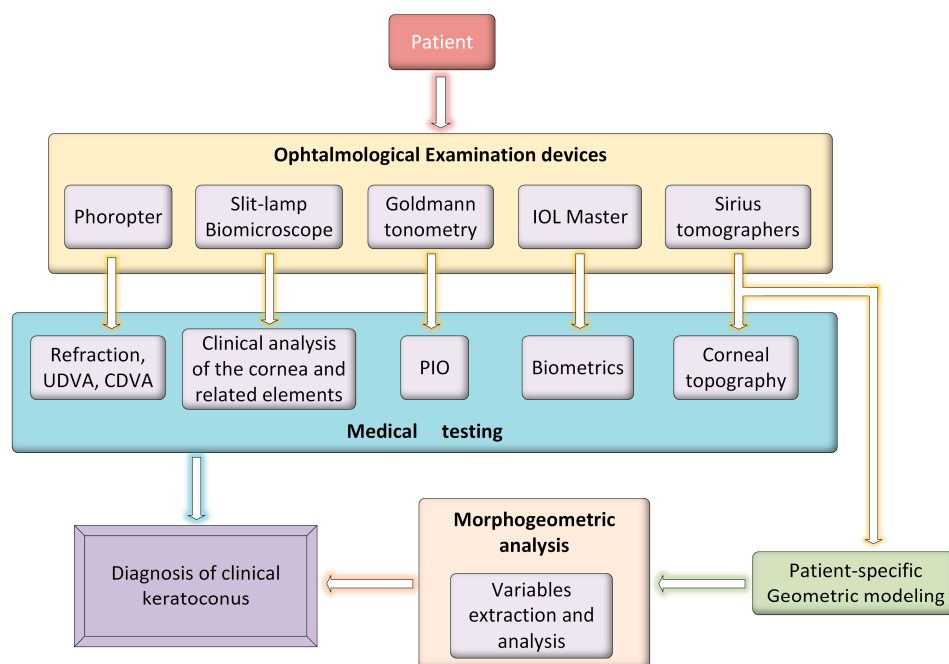 Patient
Ophtalmological Examination devices
Phoropter
Slit-lamp
Biomicroscope
Goldmann
tonometry
IOL Master
Sirius
tomographers
Refraction,
UDVA, CDVA
Clinical analysis
of the cornea and
related elements
PIO
Biometrics
Corneal
topography
Medical testing
Diagnosis of clinical
keratoconus
Morphogeometric
analysis
Variables
extraction and
analysis
Patient-specific
Geometric modeling